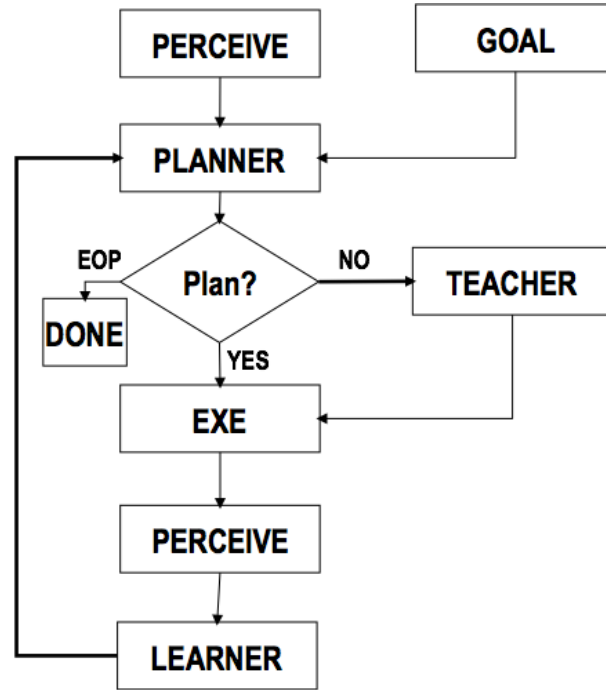 PERCEIVE
GOAL
PLANNER
EOP
Plan?
NO
TEACHER
DONE
YES
EXE
PERCEIVE
LEARNER